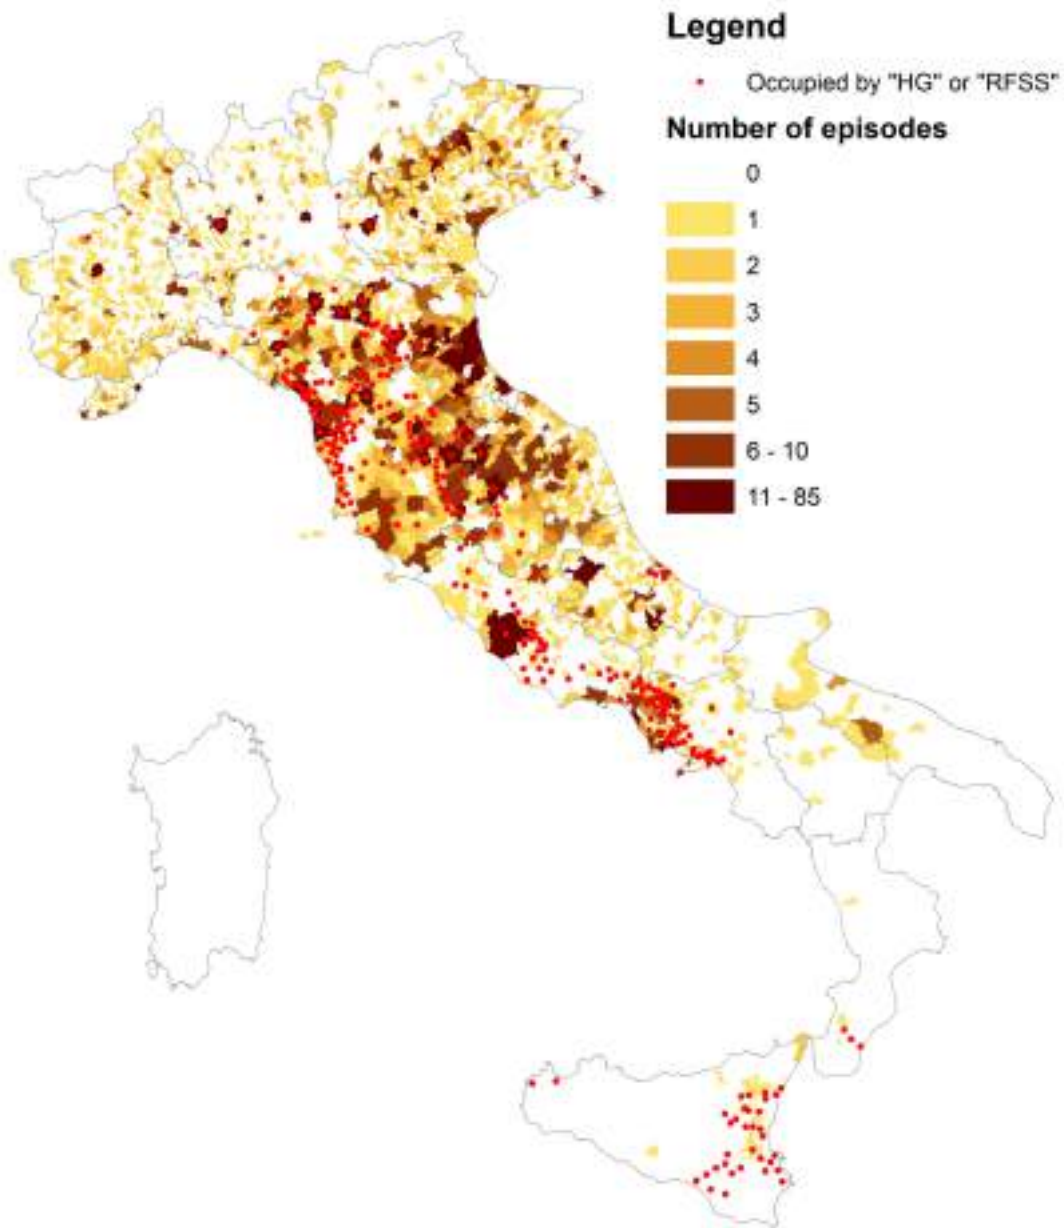 Legend
Occupied by "HG" or "RFSS"
Number of episodes
0
1
2
3
4
5
6 - 10
11 - 85